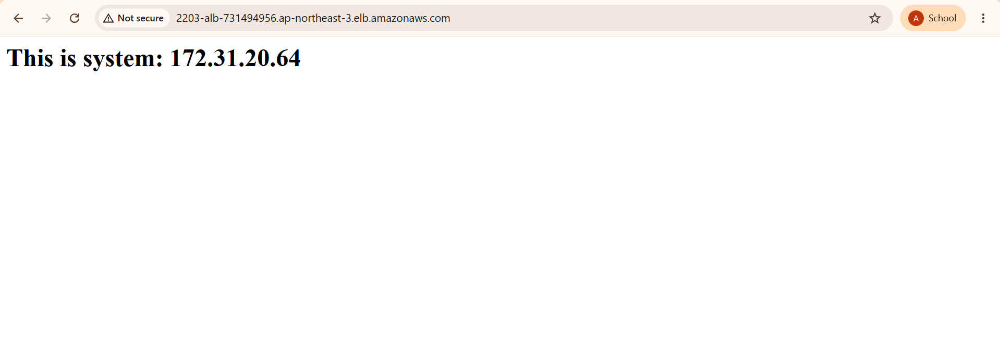 Not secure
2203-alb-731494956.ap-northeast-3.elb.amazonaws.com
A
School
This is system: 172.31.20.64